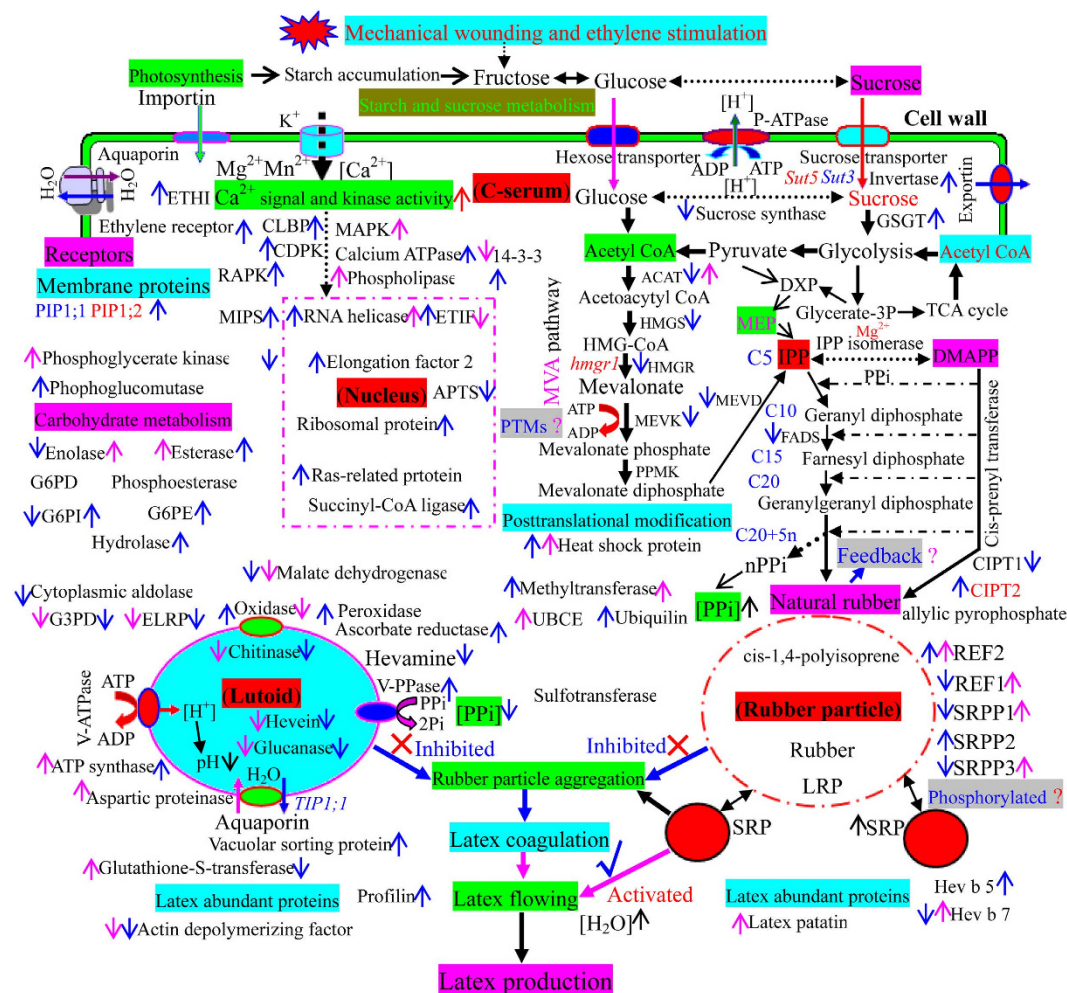 Mechanical wounding and ethylene stimulation
Photosynthesis
Starch accumulation
Fructose
Glucose
Sucrose
Importin
Starch and sucrose metabolism
[H⁺]
P-ATPase
K⁺
Cell wall
Aquaporin
H₂O
H₂O
Mg²⁺Mn²⁺
[Ca²⁺]
Hexose transporter
ADP
ATP
Sucrose transporter
Sut5 Sut3
Invertase
Exportin
ETHI
Ca²⁺ signal and kinase activity
(C-serum)
Glucose
[H⁺]
Sucrose
Sucrose synthase
GSGT
Ethylene receptor
CLBP
MAPK
Receptors
CDPK
Calcium ATPase
14-3-3
Acetyl CoA
Pyruvate
Glycolysis
Acetyl CoA
Membrane proteins
RAPK
Phospholipase
ACAT
DXP
PIP1;1 PIP1;2
Acetoacytyl CoA
Glycerate-3P
TCA cycle
MIPS
RNA helicase
ETIF
HMGS
MEP
Mg²⁺
MVA pathway
HMG-CoA
IPP isomerase
Phosphoglycerate kinase
Elongation factor 2
hmgr1
HMGR
C5
IPP
DMAPP
Phophoglucomutase
(Nucleus)
APTS
Mevalonate
MEVD
PPi
Carbohydrate metabolism
Ribosomal protein
PTMs ?
ATP
ADP
MEVK
C10
Geranyl diphosphate
Cis-prenyl transferase
Enolase
Esterase
Mevalonate phosphate
FADS
C15
Farnesyl diphosphate
G6PD
Phosphoesterase
Ras-related prtotein
PPMK
C20
G6PI
G6PE
Succinyl-CoA ligase
Mevalonate diphosphate
Geranylgeranyl diphosphate
Hydrolase
Posttranslational modification
C20+5n
Heat shock protein
nPPi
Feedback ?
CIPT1
Malate dehydrogenase
Cytoplasmic aldolase
Methyltransferase
[PPi]
Natural rubber
CIPT2
G3PD
ELRP
Oxidase
Peroxidase
UBCE
Ubiquilin
allylic pyrophosphate
Ascorbate reductase
Chitinase
Hevamine
cis-1,4-polyisoprene
REF2
V-ATPase
ATP
ADP
(Lutoid)
V-PPase
PPi
2Pi
[PPi]
Sulfotransferase
REF1
[H⁺]
Hevein
(Rubber particle)
SRPP1
pH
Glucanase
Inhibited
Inhibited
Rubber
SRPP2
ATP synthase
H₂O
Rubber particle aggregation
LRP
SRPP3
Aspartic proteinase
TIP1;1
Phosphorylated ?
Aquaporin
SRP
SRP
Vacuolar sorting protein
Latex coagulation
Glutathione-S-transferase
Latex abundant proteins
Profilin
Latex flowing
Activated
Latex abundant proteins
Hev b 5
Actin depolymerizing factor
[H₂O]
Latex patatin
Hev b 7
Latex production